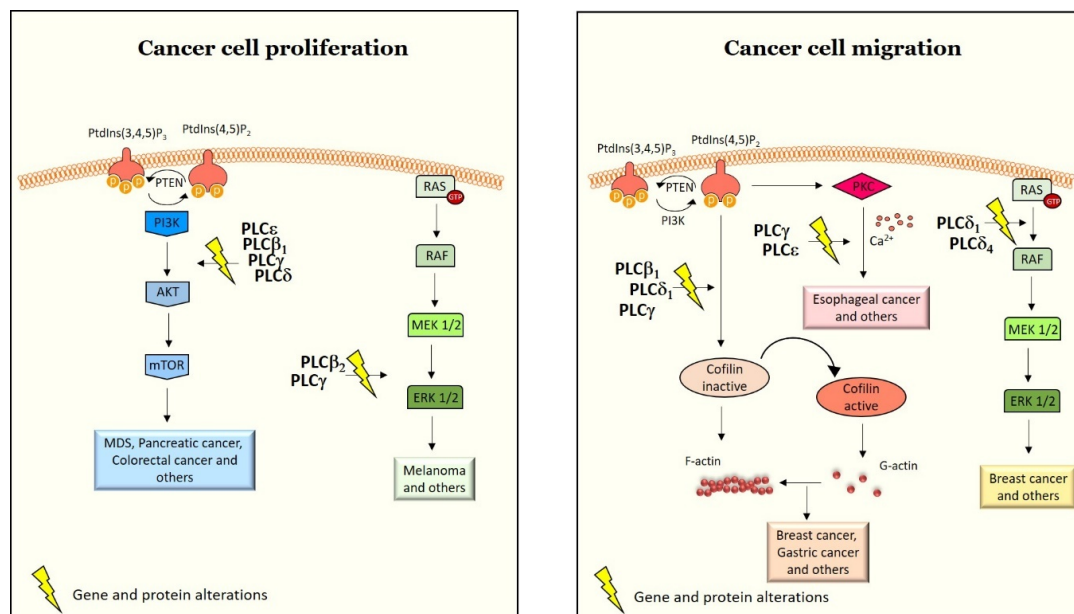 Cancer cell proliferation
PtdIns(3,4,5)P₃
PtdIns(4,5)P₂
PTEN
P P P
P P
PI3K
AKT
mTOR
MDS, Pancreatic cancer,
Colorectal cancer and
others
PLCε
PLCβ₁
PLCγ
PLCδ
RAS
GTP
RAF
MEK 1/2
ERK 1/2
PLCβ₂
PLCγ
Melanoma
and others
Gene and protein alterations
Cancer cell migration
PtdIns(3,4,5)P₃
PtdIns(4,5)P₂
PTEN
PI3K
P P P
P P
PKC
Ca²⁺
PLCγ
PLCε
Esophageal cancer
and others
PLCβ₁
PLCδ₁
PLCγ
Cofilin
inactive
Cofilin
active
F-actin
G-actin
Breast cancer,
Gastric cancer
and others
RAS
GTP
PLCδ₁
PLCδ₄
RAF
MEK 1/2
ERK 1/2
Breast cancer
and others
Gene and protein alterations